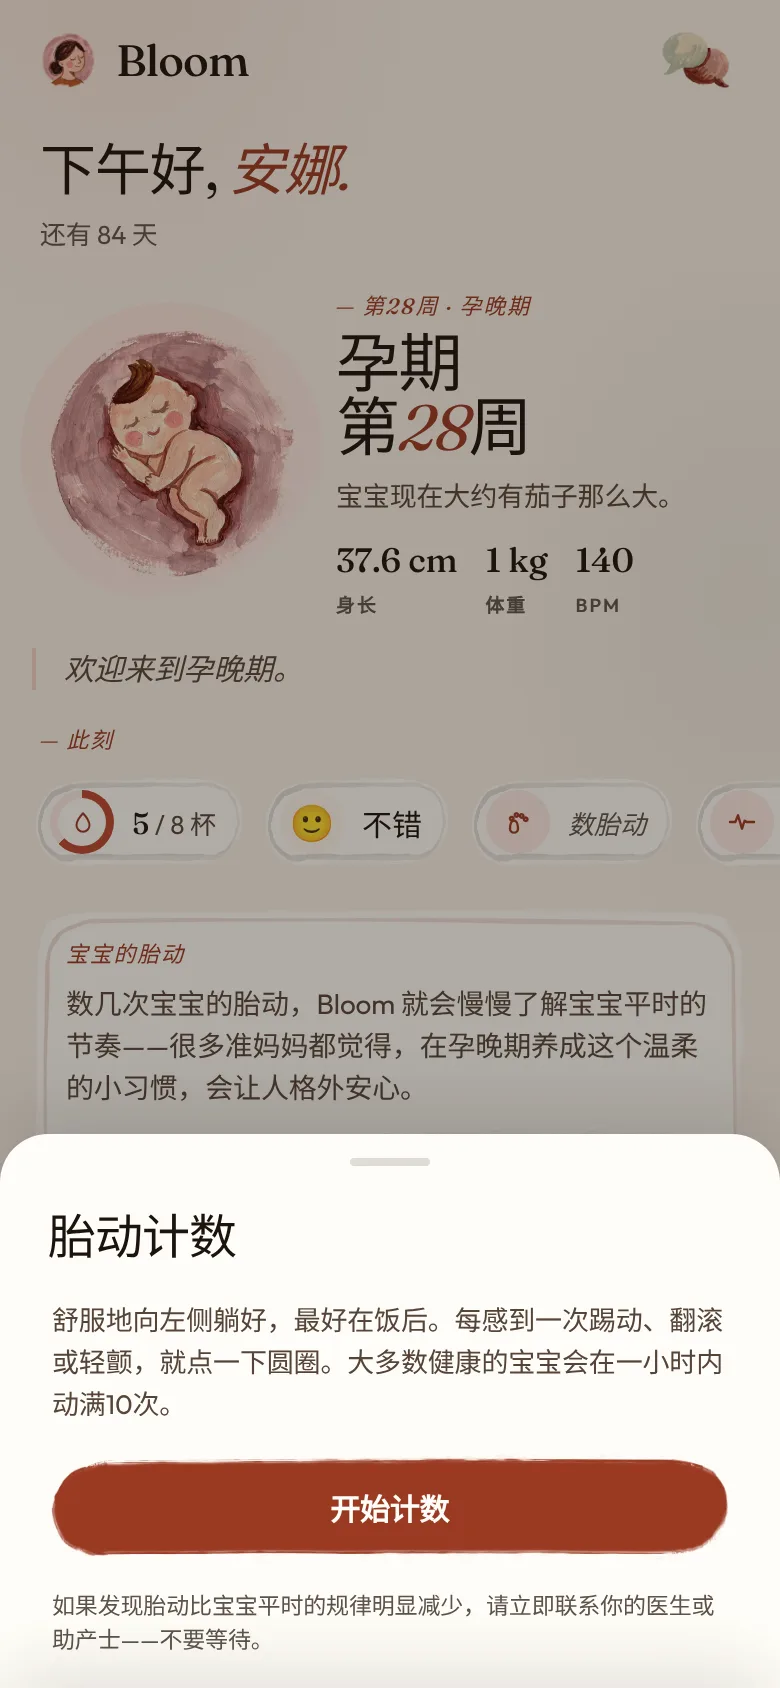 Bloom
下午好, 安娜.
还有 84 天
— 第28周 · 孕晚期
孕期
第28周
宝宝现在大约有茄子那么大。
37.6 cm 1 kg 140
身长 体重 BPM
欢迎来到孕晚期。
— 此刻
5 / 8 杯 不错 数胎动
宝宝的胎动
数几次宝宝的胎动，Bloom 就会慢慢了解宝宝平时的
节奏——很多准妈妈都觉得，在孕晚期养成这个温柔
的小习惯，会让人格外安心。
胎动计数
舒服地向左侧躺好，最好在饭后。每感到一次踢动、翻滚
或轻颤，就点一下圆圈。大多数健康的宝宝会在一小时内
动满10次。
开始计数
如果发现胎动比宝宝平时的规律明显减少，请立即联系你的医生或
助产士——不要等待。